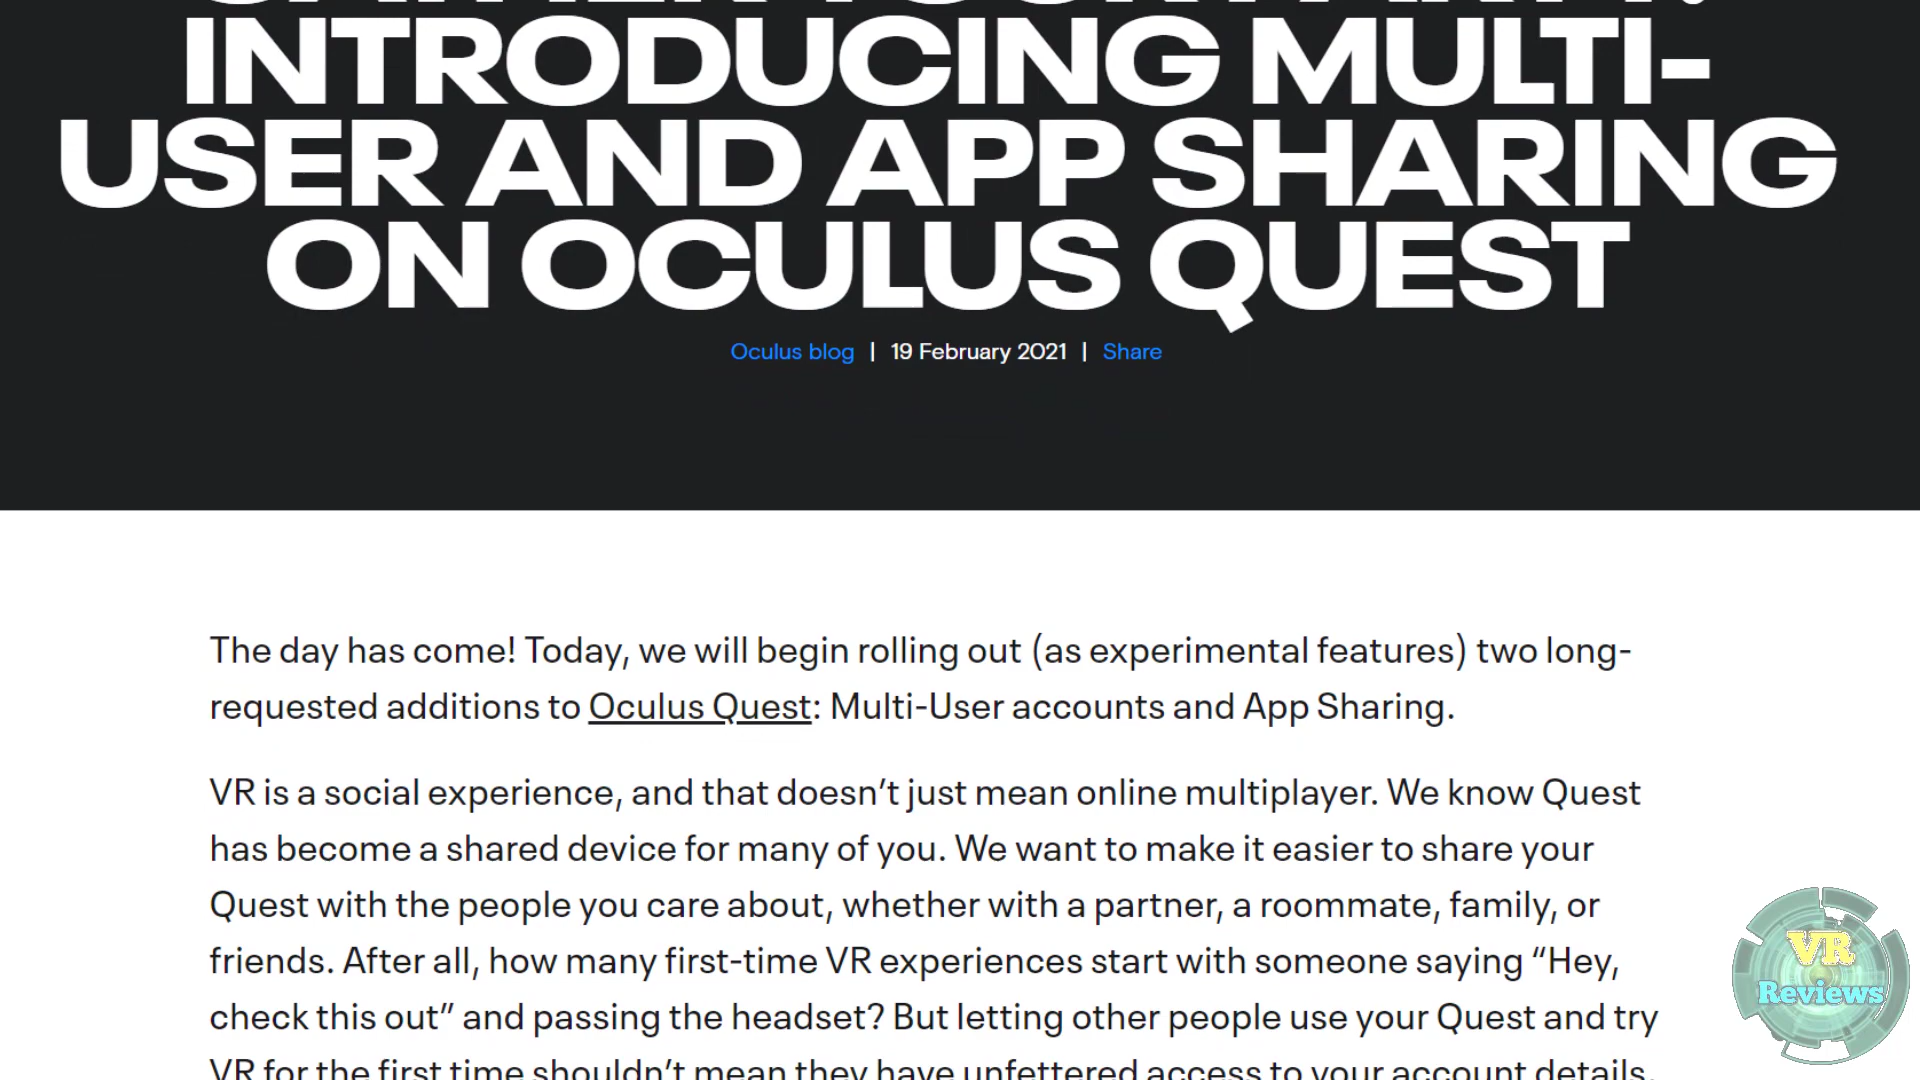 INTRODUCING MULTI-
USER AND APP SHARING
ON OCULUS QUEST
Oculus blog | 19 February 2021 | Share
The day has come! Today, we will begin rolling out (as experimental features) two long-
requested additions to Oculus Quest: Multi-User accounts and App Sharing.
VR is a social experience, and that doesn’t just mean online multiplayer. We know Quest
has become a shared device for many of you. We want to make it easier to share your
Quest with the people you care about, whether with a partner, a roommate, family, or
friends. After all, how many first-time VR experiences start with someone saying “Hey,
check this out” and passing the headset? But letting other people use your Quest and try
VR for the first time shouldn’t mean they have unfettered access to your account details.
VR
Reviews